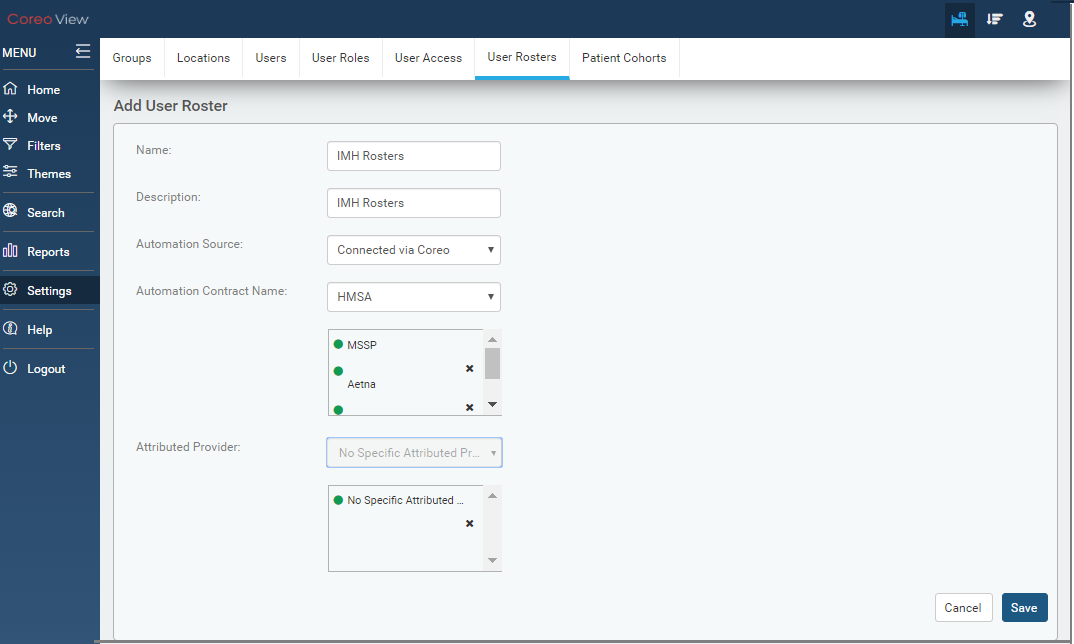 Coreo View
MENU
Home
Move
Filters
Themes
Search
Reports
Settings
Help
Logout
Groups
Locations
Users
User Roles
User Access
User Rosters
Patient Cohorts
Add User Roster
Name:
IMH Rosters
Description:
IMH Rosters
Automation Source:
Connected via Coreo
Automation Contract Name:
HMSA
MSSP
Aetna
Attributed Provider:
No Specific Attributed Pr...
No Specific Attributed ...
Cancel
Save